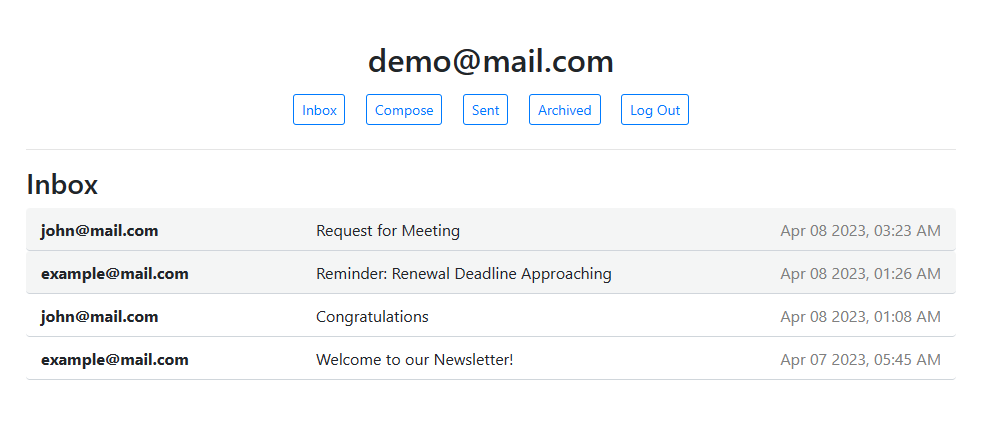 demo@mail.com
Inbox Compose Sent Archived Log Out
Inbox
john@mail.com Request for Meeting Apr 08 2023, 03:23 AM
example@mail.com Reminder: Renewal Deadline Approaching Apr 08 2023, 01:26 AM
john@mail.com Congratulations Apr 08 2023, 01:08 AM
example@mail.com Welcome to our Newsletter! Apr 07 2023, 05:45 AM